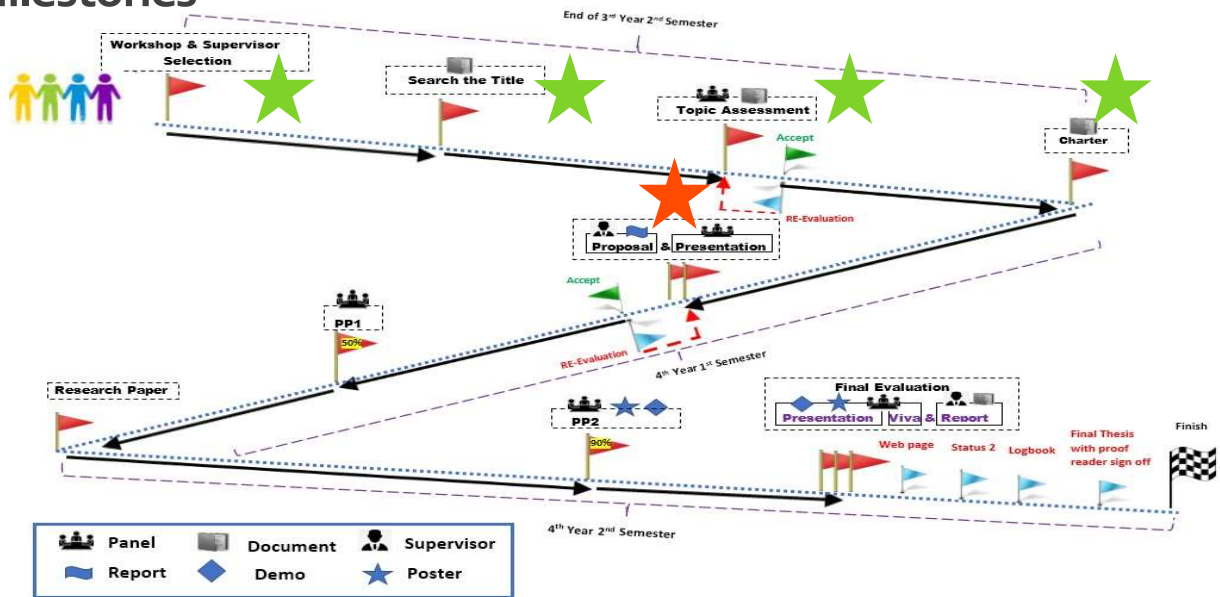 End of 3rd Year 2nd Semester
Workshop & Supervisor
Selection
Search the Title
Topic Assessment
Accept
Charter
RE-Evaluation
Proposal & Presentation
Accept
PP1
50%
RE-Evaluation
4th Year 1st Semester
Research Paper
Final Evaluation
Presentation Viva & Report
PP2
90%
Finish
Web page
Status 2
Logbook
Final Thesis
with proof
reader sign off
4th Year 2nd Semester
Panel
Document
Supervisor
Report
Demo
Poster